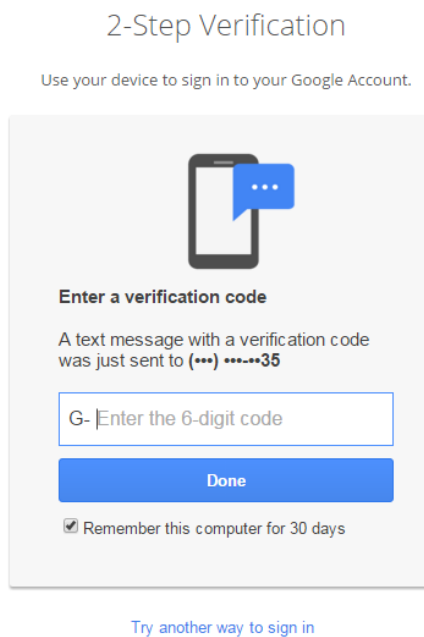 2-Step Verification
Use your device to sign in to your Google Account.
Enter a verification code
A text message with a verification code
was just sent to (•••) •••-••35
G- Enter the 6-digit code
Done
Remember this computer for 30 days
Try another way to sign in